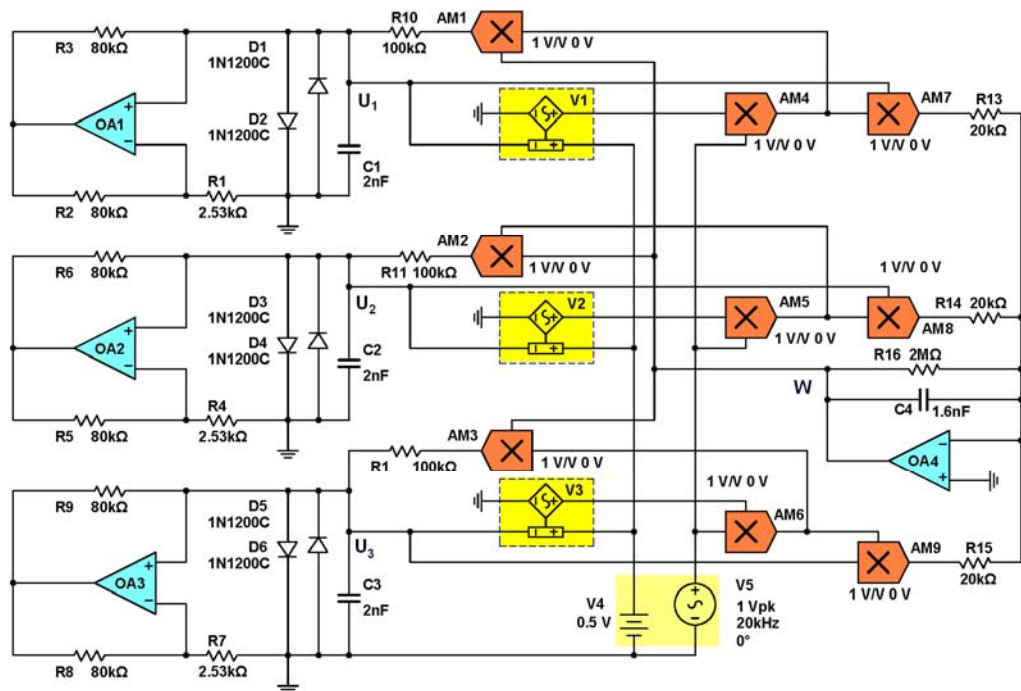 R3 80kΩ
D1
1N1200C
R10
100kΩ
AM1
1 V/V 0 V
OA1
D2
1N1200C
U1
V1
AM4
AM7
R13
20kΩ
1 V/V 0 V
1 V/V 0 V
C1
2nF
R1
2.53kΩ
R2 80kΩ
R6 80kΩ
D3
1N1200C
AM2
R11 100kΩ
1 V/V 0 V
1 V/V 0 V
OA2
D4
1N1200C
U2
V2
AM5
R14 20kΩ
1 V/V 0 V
AM8
C2
2nF
R16 2MΩ
W
C4 1.6nF
R4
2.53kΩ
R5 80kΩ
AM3
R1 100kΩ
1 V/V 0 V
OA4
R9 80kΩ
D5
1N1200C
V3
1 V/V 0 V
AM6
OA3
D6
1N1200C
U3
AM9
R15
20kΩ
1 V/V 0 V
C3
2nF
V4
0.5 V
V5
1 Vpk
20kHz
0°
R7
2.53kΩ
R8 80kΩ